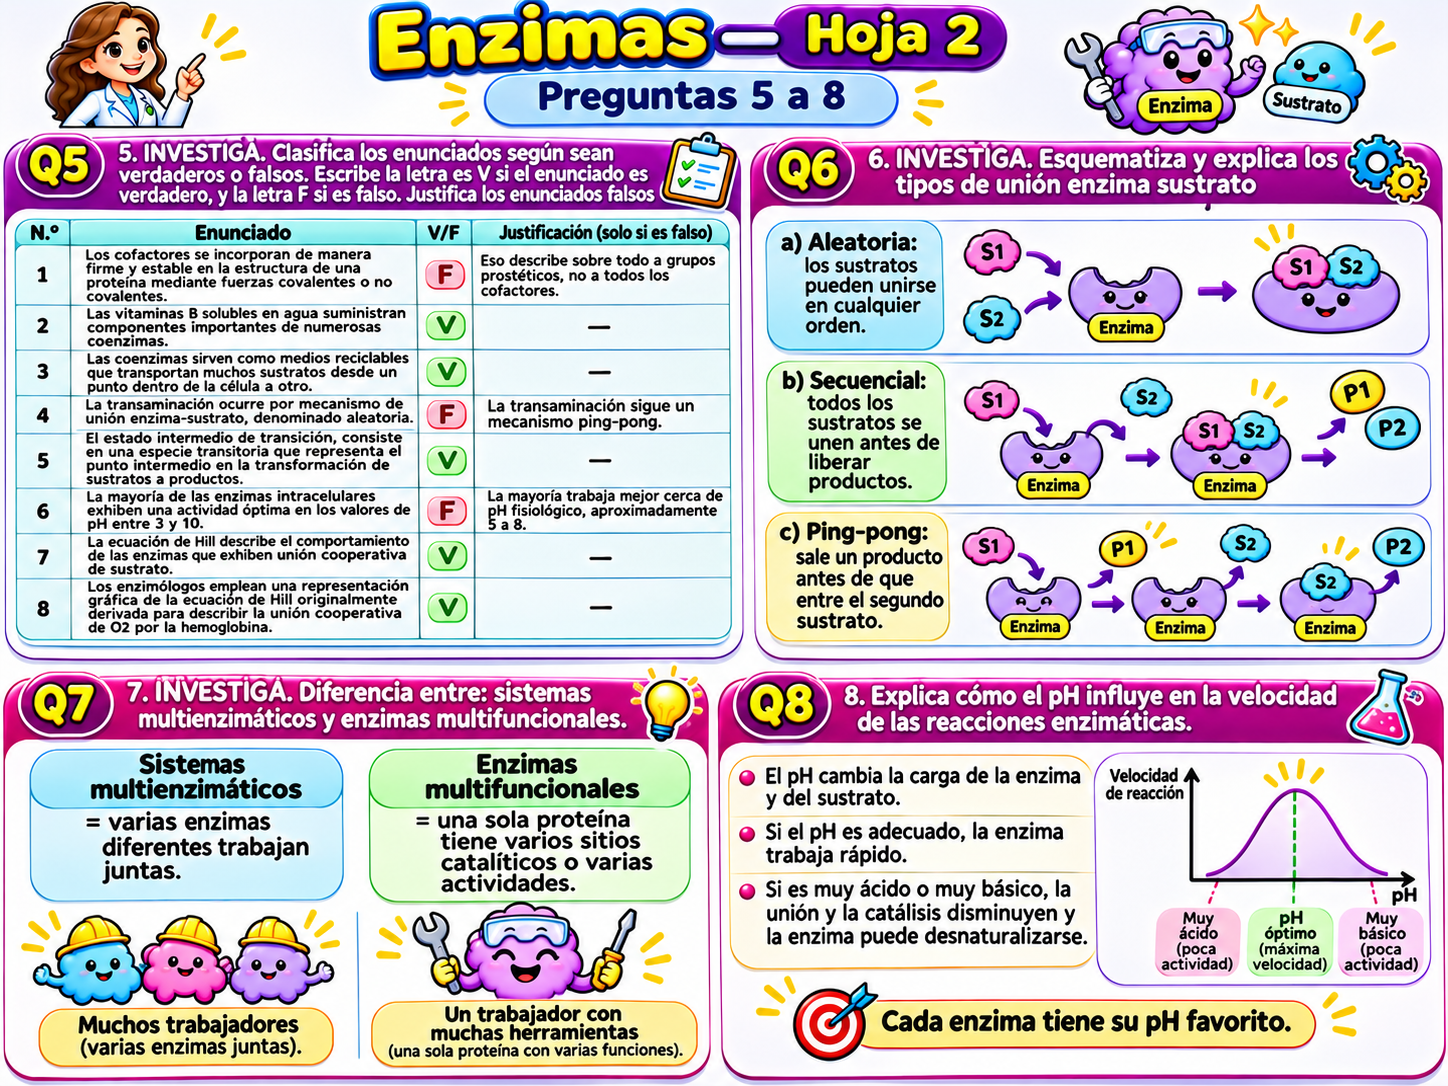 Enzimas — Hoja 2
Preguntas 5 a 8
Enzima
Sustrato
Q5
5. INVESTIGA. Clasifica los enunciados según sean
verdaderos o falsos. Escribe la letra es V si el enunciado es
verdadero, y la letra F si es falso. Justifica los enunciados falsos
N.º Enunciado V/F Justificación (solo si es falso)
1
Los cofactores se incorporan de manera
firme y estable en la estructura de una
proteína mediante fuerzas covalentes o no
covalentes.
F
Eso describe sobre todo a grupos
prostéticos, no a todos los
cofactores.
2
Las vitaminas B solubles en agua suministran
componentes importantes de numerosas
coenzimas.
V
—
3
Las coenzimas sirven como medios reciclables
que transportan muchos sustratos desde un
punto dentro de la célula a otro.
V
—
4
La transaminación ocurre por mecanismo de
unión enzima-sustrato, denominado aleatoria.
F
La transaminación sigue un
mecanismo ping-pong.
5
El estado intermedio de transición, consiste
en una especie transitoria que representa el
punto intermedio en la transformación de
sustratos a productos.
V
—
6
La mayoría de las enzimas intracelulares
exhiben una actividad óptima en los valores de
pH entre 3 y 10.
F
La mayoría trabaja mejor cerca de
pH fisiológico, aproximadamente
5 a 8.
7
La ecuación de Hill describe el comportamiento
de las enzimas que exhiben unión cooperativa
de sustrato.
V
—
8
Los enzimólogos emplean una representación
gráfica de la ecuación de Hill originalmente
derivada para describir la unión cooperativa
de O2 por la hemoglobina.
V
—
Q6
6. INVESTIGA. Esquematiza y explica los
tipos de unión enzima sustrato
a) Aleatoria:
los sustratos
pueden unirse
en cualquier
orden.
S1
S2
Enzima
S1 S2
b) Secuencial:
todos los
sustratos se
unen antes de
liberar
productos.
S1
Enzima
S2
S1 S2
Enzima
P1
P2
c) Ping-pong:
sale un producto
antes de que
entre el segundo
sustrato.
S1
Enzima
P1
Enzima
S2
S2
Enzima
P2
Q7
7. INVESTIGA. Diferencia entre: sistemas
multienzimáticos y enzimas multifuncionales.
Sistemas
multienzimáticos
= varias enzimas
diferentes trabajan
juntas.
Muchos trabajadores
(varias enzimas juntas).
Enzimas
multifuncionales
= una sola proteína
tiene varios sitios
catalíticos o varias
actividades.
Un trabajador con
muchas herramientas
(una sola proteína con varias funciones).
Q8
8. Explica cómo el pH influye en la velocidad
de las reacciones enzimáticas.
El pH cambia la carga de la enzima
y del sustrato.
Si el pH es adecuado, la enzima
trabaja rápido.
Si es muy ácido o muy básico, la
unión y la catálisis disminuyen y
la enzima puede desnaturalizarse.
Velocidad
de reacción
pH
Muy
ácido
(poca
actividad)
pH
óptimo
(máxima
velocidad)
Muy
básico
(poca
actividad)
Cada enzima tiene su pH favorito.